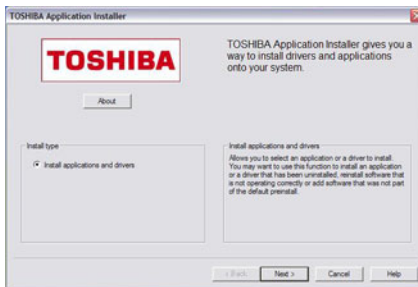 TOSHIBA Application Installer
TOSHIBA
TOSHIBA Application Installer gives you a
way to install drivers and applications
onto your system.
About
Install type
Install applications and drivers
Install applications and drivers
Allows you to select an application or a driver to install.
You may want to use this function to install an application
or a driver that has been uninstalled, reinstall software that
is not operating correctly or add software that was not part
of the default preinstall.
< Back
Next >
Cancel
Help